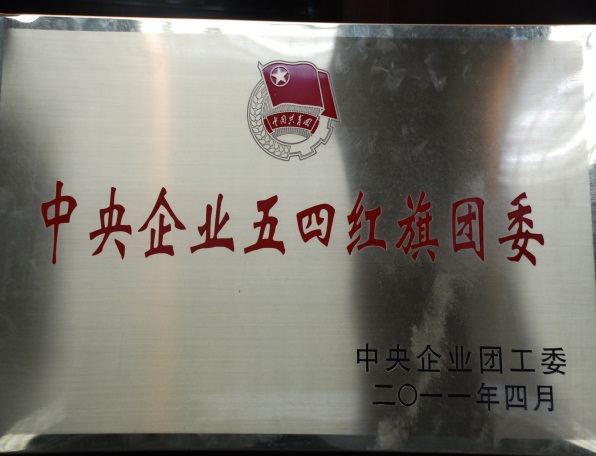 中国共青团
中央企业五四红旗团委
中央企业团工委
二〇一一年四月